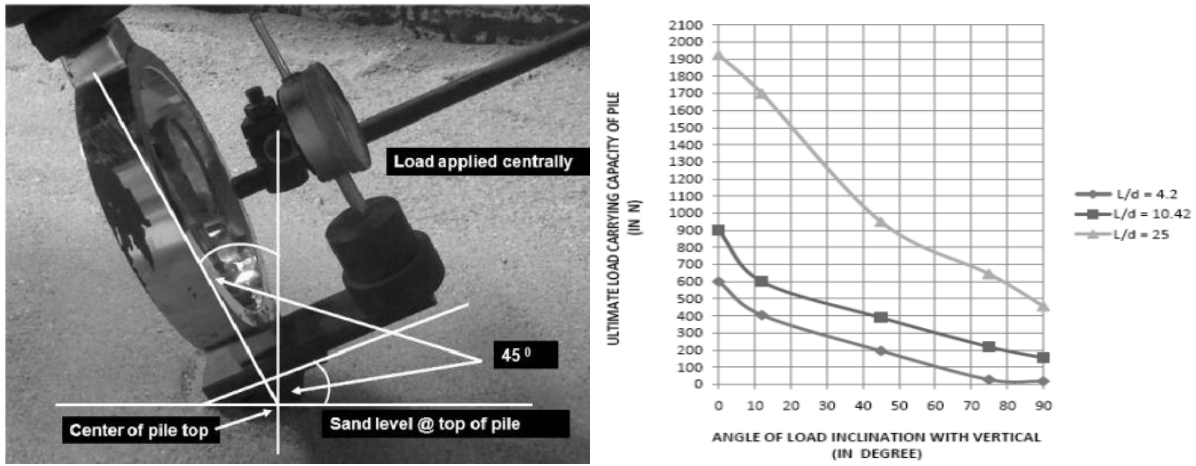 Load applied centrally
45 0
Center of pile top
Sand level @ top of pile
ULTIMATE LOAD CARRYING CAPACITY OF PILE
(IN N)
2100
2000
1900
1800
1700
1600
1500
1400
1300
1200
1100
1000
900
800
700
600
500
400
300
200
100
0
0 10 20 30 40 50 60 70 80 90
ANGLE OF LOAD INCLINATION WITH VERTICAL
(IN DEGREE)
L/d = 4.2
L/d = 10.42
L/d = 25